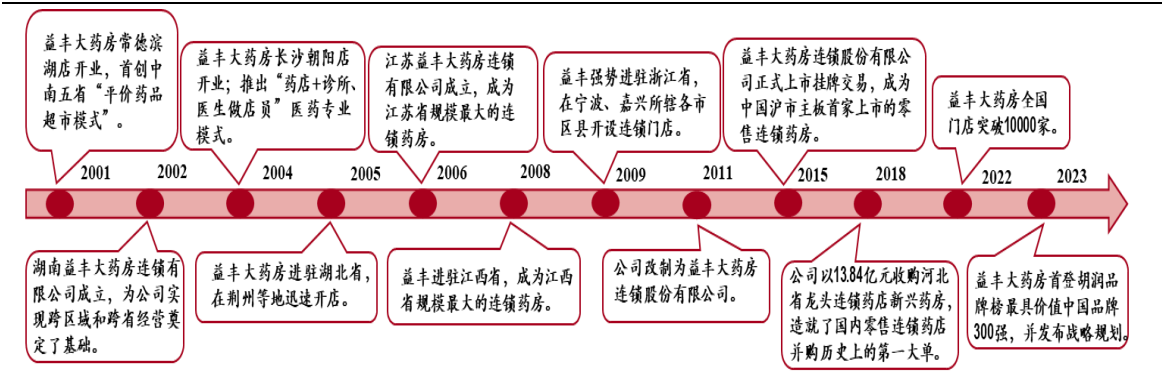 益丰大药房常德滨
湖店开业，首创中
南五省“平价药品
超市模式”。
益丰大药房长沙朝阳店
开业；推出“药店+诊所、
医生做店员”医药专业
模式。
江苏益丰大药房连锁
有限公司成立，成为
江苏省规模最大的连
锁药房。
益丰强势进驻浙江省，
在宁波、嘉兴所辖各市
区县开设连锁门店。
益丰大药房连锁股份有限公
司正式上市挂牌交易，成为
中国沪市主板首家上市的零
售连锁药房。
益丰大药房全国
门店突破10000家。
2001
2002
2004
2005
2006
2008
2009
2011
2015
2018
2022
2023
湖南益丰大药房连锁有
限公司成立，为公司实
现跨区域和跨省经营奠
定了基础。
益丰大药房进驻湖北省，
在荆州等地迅速开店。
益丰进驻江西省，成为江西
省规模最大的连锁药房。
公司改制为益丰大药房
连锁股份有限公司。
公司以13.84亿元收购河北
省龙头连锁药店新兴药房，
造就了国内零售连锁药店
并购历史上的第一大单。
益丰大药房首登胡润品
牌榜最具价值中国品牌
300强，并发布战略规划。